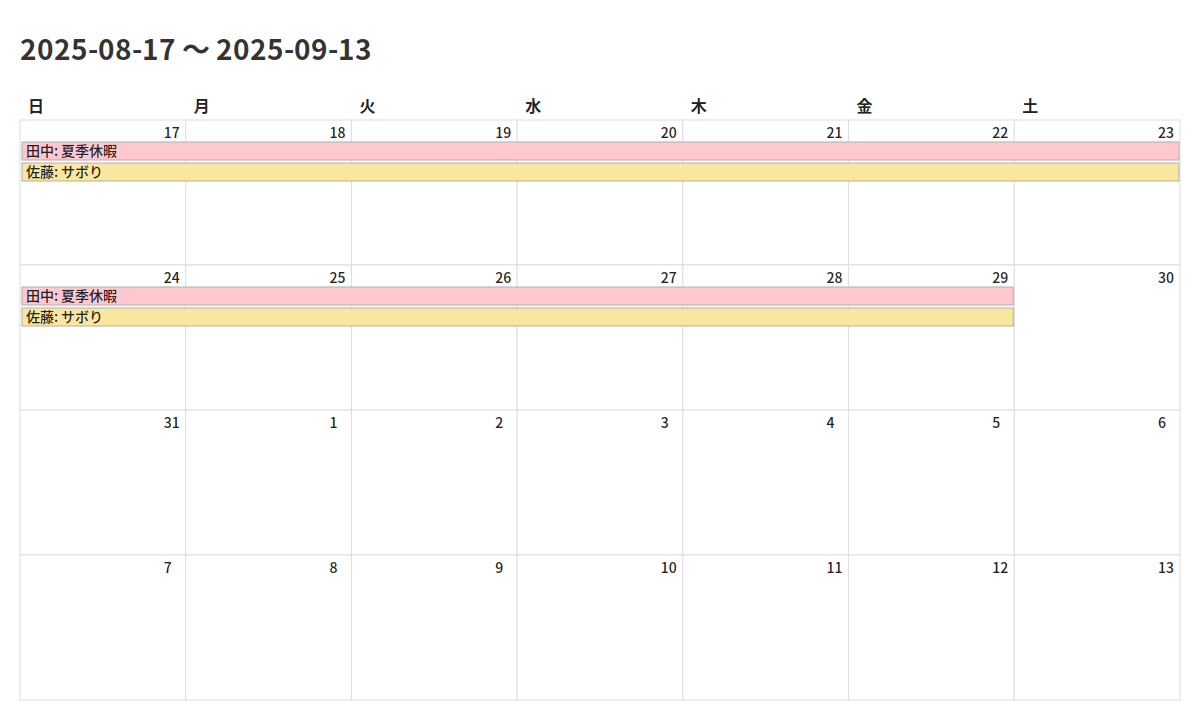 2025-08-17 〜 2025-09-13
日 月 火 水 木 金 土
17 18 19 20 21 22 23
田中: 夏季休暇
佐藤: サボり
24 25 26 27 28 29 30
田中: 夏季休暇
佐藤: サボり
31 1 2 3 4 5 6
7 8 9 10 11 12 13